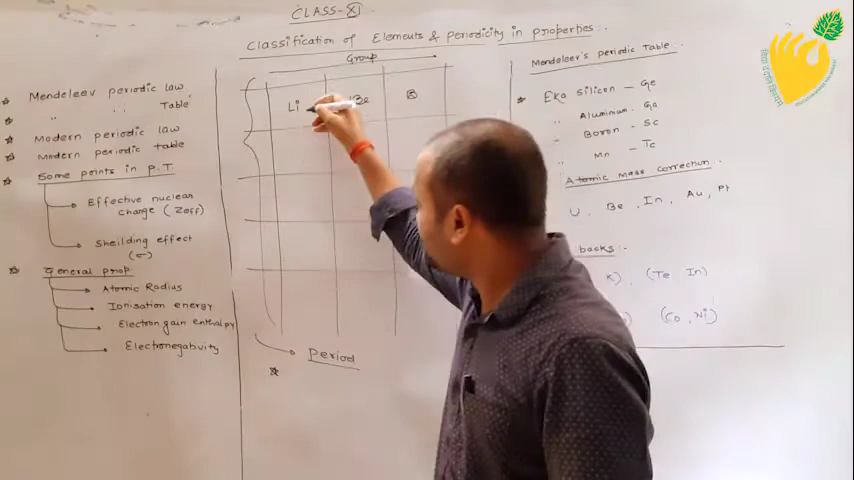 CLASS-XI
Classification of Elements & periodicity in properties:-
Mendeleev periodic law
" " Table
Modern periodic law
Modern periodic table
Some points in P.T
Effective nuclear
charge (Zeff)
Sheilding effect
(σ)
General prop
Atomic Radius
Ionisation energy
Electron gain enthalpy
Electronegativity
Group
Li Be B
Period
Mendeleev's periodic Table:-
Eka Silicon - Ge
" Aluminium - Ga
" Boron - Sc
" Mn - Tc
Atomic mass correction
U, Be, In, Au, Pt
backs:-
K), (Te In)
), (Co, Ni)